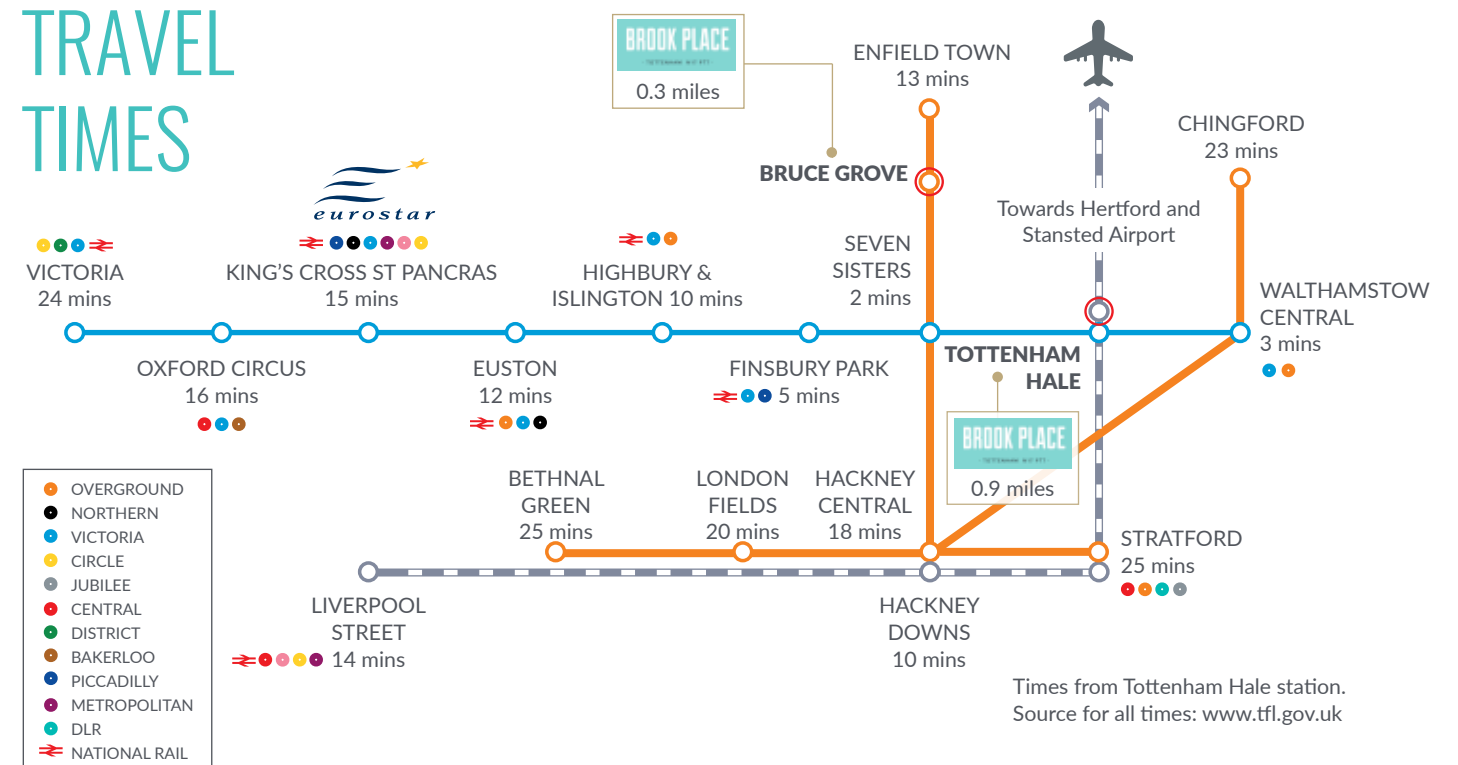 TRAVEL
TIMES
BROOK PLACE
0.3 miles
ENFIELD TOWN
13 mins
CHINGFORD
23 mins
BRUCE GROVE
eurostar
Towards Hertford and
Stansted Airport
VICTORIA
24 mins
KING'S CROSS ST PANCRAS
15 mins
HIGHBURY &
ISLINGTON 10 mins
SEVEN
SISTERS
2 mins
WALTHAMSTOW
CENTRAL
3 mins
OXFORD CIRCUS
16 mins
EUSTON
12 mins
FINSBURY PARK
5 mins
TOTTENHAM
HALE
BROOK PLACE
0.9 miles
BETHNAL
GREEN
25 mins
LONDON
FIELDS
20 mins
HACKNEY
CENTRAL
18 mins
STRATFORD
25 mins
LIVERPOOL
STREET
14 mins
HACKNEY
DOWNS
10 mins
OVERGROUND
NORTHERN
VICTORIA
CIRCLE
JUBILEE
CENTRAL
DISTRICT
BAKERLOO
PICCADILLY
METROPOLITAN
DLR
NATIONAL RAIL
Times from Tottenham Hale station.
Source for all times: www.tfl.gov.uk